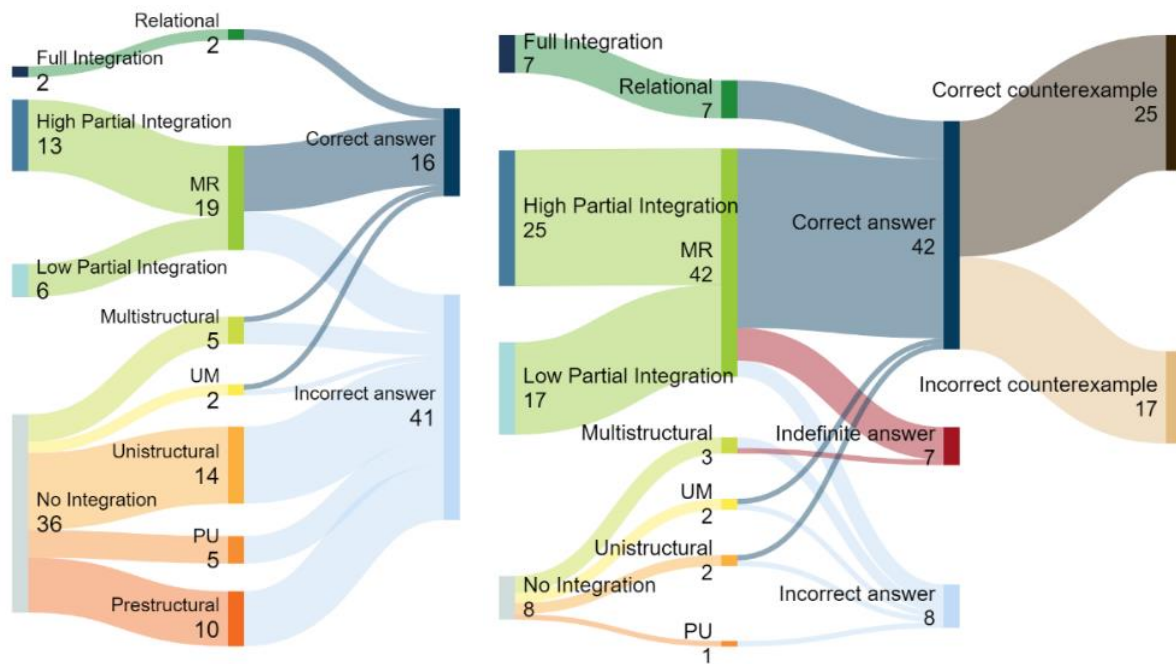 Relational
2
Full Integration
2
High Partial Integration
13
Correct answer
16
MR
19
Low Partial Integration
6
Multistructural
5
UM
2
Incorrect answer
41
Unistructural
14
No Integration
36
PU
5
Prestructural
10
Full Integration
7
Relational
7
Correct counterexample
25
High Partial Integration
25
MR
42
Correct answer
42
Low Partial Integration
17
Incorrect counterexample
17
Multistructural
3
Indefinite answer
7
UM
2
Unistructural
2
No Integration
8
Incorrect answer
8
PU
1